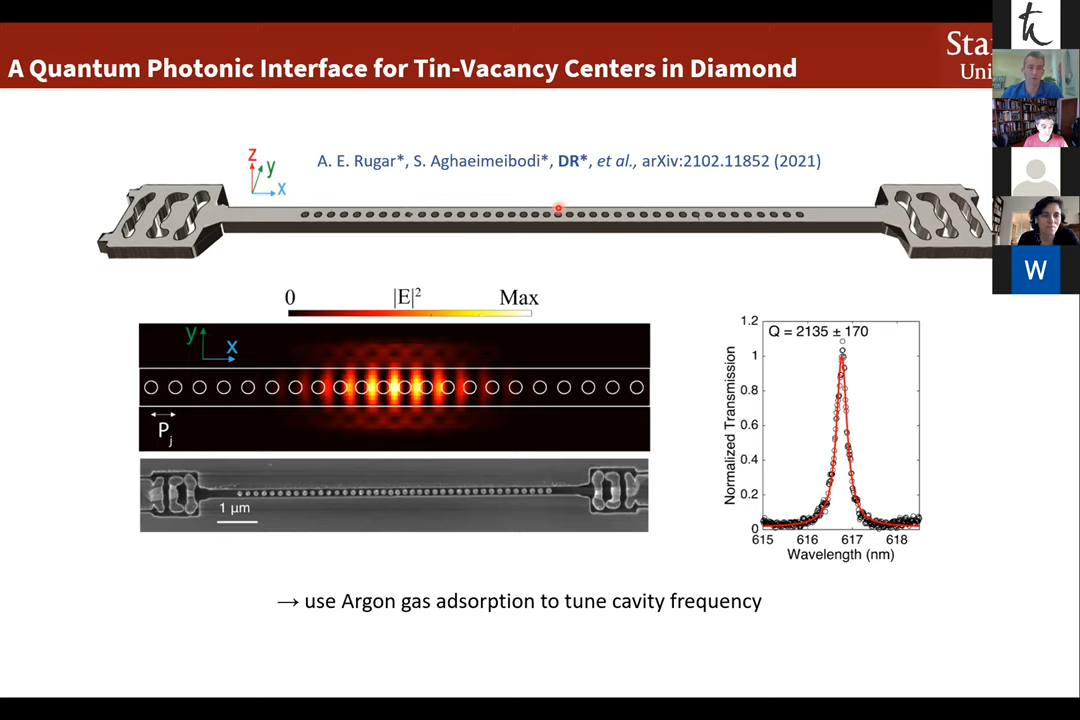 A Quantum Photonic Interface for Tin-Vacancy Centers in Diamond
Sta
Uni
A. E. Rugar*, S. Aghaeimeibodi*, DR*, et al., arXiv:2102.11852 (2021)
z
y
x
0 |E|² Max
y
x
Pj
1 μm
Q = 2135 ± 170
Normalized Transmission
1.2
1
0.8
0.6
0.4
0.2
0
615 616 617 618
Wavelength (nm)
→ use Argon gas adsorption to tune cavity frequency
W